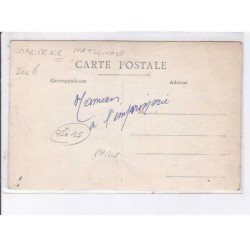 IMPRIMERIE NATIONALE
300€
CARTE POSTALE
Correspondance
Adresse
Maman
à l'imprimerie
75015
PARIS